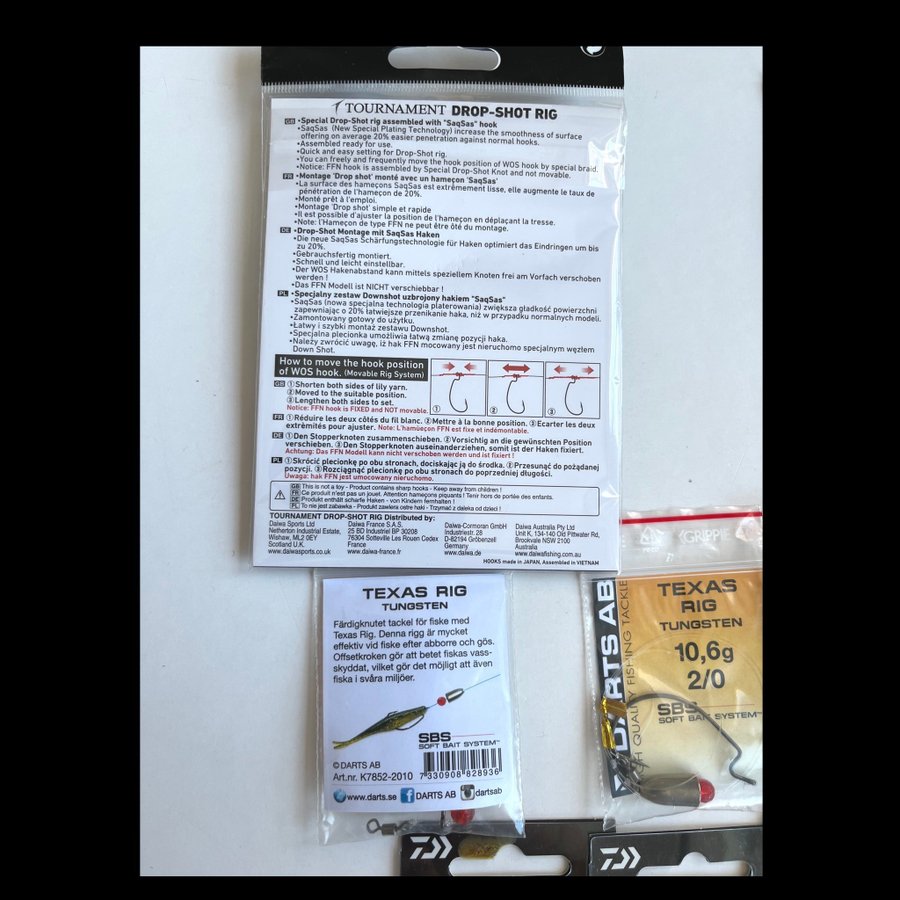 TOURNAMENT DROP-SHOT RIG
GB •Special Drop-Shot rig assembled with "SaqSas" hook
•SaqSas (New Special Plating Technology) increase the smoothness of surface
offering on average 20% easier penetration against normal hooks.
•Assembled ready for use.
•Quick and easy setting for Drop-Shot rig.
•You can freely and frequently move the hook position of WOS hook by special braid.
•Notice: FFN hook is assembled by Special Drop-Shot Knot and not movable.
FR •Montage 'Drop shot' monté avec un hameçon 'SaqSas'
•La surface des hameçons SaqSas est extrêmement lisse, elle augmente le taux de
pénétration de l'hameçon de 20%.
•Monté prêt à l'emploi.
•Montage 'Drop shot' simple et rapide
•Il est possible d'ajuster la position de l'hameçon en déplaçant la tresse.
•Note: l'Hameçon de type FFN ne peut être ôté du montage.
DE •Drop-Shot Montage mit SaqSas Haken
•Die neue SaqSas Schärfungstechnologie für Haken optimiert das Eindringen um bis
zu 20%.
•Gebrauchsfertig montiert.
•Schnell und leicht einstellbar.
•Der WOS Hakenabstand kann mittels speziellem Knoten frei am Vorfach verschoben
werden !
•Das FFN Modell ist NICHT verschiebbar !
PL •Specjalny zestaw Downshot uzbrojony hakiem "SaqSas"
•SaqSas (nowa specjalna technologia platerowania) zwiększa gładkość powierzchni
zapewniając o 20% łatwiejsze przenikanie haka, niż w przypadku normalnych modeli.
•Zamontowany gotowy do użytku.
•Łatwy i szybki montaż zestawu Downshot.
•Specjalna plecionka umożliwia łatwą zmianę pozycji haka.
•Należy zwrócić uwagę, iż hak FFN mocowany jest nieruchomo specjalnym węzłem
Down Shot.
How to move the hook position
of WOS hook. (Movable Rig System)
① ② ③
GB ①Shorten both sides of lily yarn.
②Moved to the suitable position.
③Lengthen both sides to set.
Notice: FFN hook is FIXED and NOT movable.
FR ①Réduire les deux côtés du fil blanc. ②Mettre à la bonne position. ③Ecarter les deux
extrêmités pour ajuster. Note: L'hameçon FFN est fixe et indémontable.
DE ①Den Stopperknoten zusammenschieben. ②Vorsichtig an die gewünschten Position
verschieben. ③Den Stopperknoten auseinanderziehen, somit ist der Haken fixiert.
Achtung: Das FFN Modell kann nicht verschoben werden und ist fixiert !
PL ①Skrócić plecionkę po obu stronach, dociskając ją do środka. ②Przesunąć do pożądanej
pozycji. ③Rozciągnąć plecionkę po obu stronach do poprzedniej długości.
Uwaga: hak FFN jest umocowany nieruchomo.
GB This is not a toy - Product contains sharp hooks - Keep away from children !
FR Ce produit n'est pas un jouet. Attention hameçons piquants ! Tenir hors de portée des enfants.
DE Produkt enthält scharfe Haken - von Kindern fernhalten !
PL To nie jest zabawka - Produkt zawiera ostre haki - Trzymać z daleka od dzieci !
TOURNAMENT DROP-SHOT RIG Distributed by:
Daiwa Sports Ltd
Netherton Industrial Estate,
Wishaw, ML2 0EY
Scotland U.K.
www.daiwasports.co.uk
Daiwa France S.A.S.
25 BD Industriel BP 30208
76304 Sotteville Les Rouen Cedex
France
www.daiwa-france.fr
Daiwa-Cormoran GmbH
Industriestr. 28
D-82194 Gröbenzell
Germany
www.daiwa.de
Daiwa Australia Pty Ltd
Unit K, 134-140 Old Pittwater Rd,
Brookvale NSW 2100
Australia
www.daiwafishing.com.au
HOOKS made in JAPAN, Assembled in VIETNAM
TEXAS RIG
TUNGSTEN
Färdigknutet tackel för fiske med
Texas Rig. Denna rigg är mycket
effektiv vid fiske efter abborre och gös.
Offsetkroken gör att betet fiskas vass-
skyddat, vilket gör det möjligt att även
fiska i svåra miljöer.
SBS
SOFT BAIT SYSTEM™
© DARTS AB
Art.nr. K7852-2010
7 330908 828936
www.darts.se DARTS AB dartsab
GRIPPIE
DARTS AB
HIGH QUALITY FISHING TACKLE
TEXAS
RIG
TUNGSTEN
10,6g
2/0
SBS
SOFT BAIT SYSTEM™